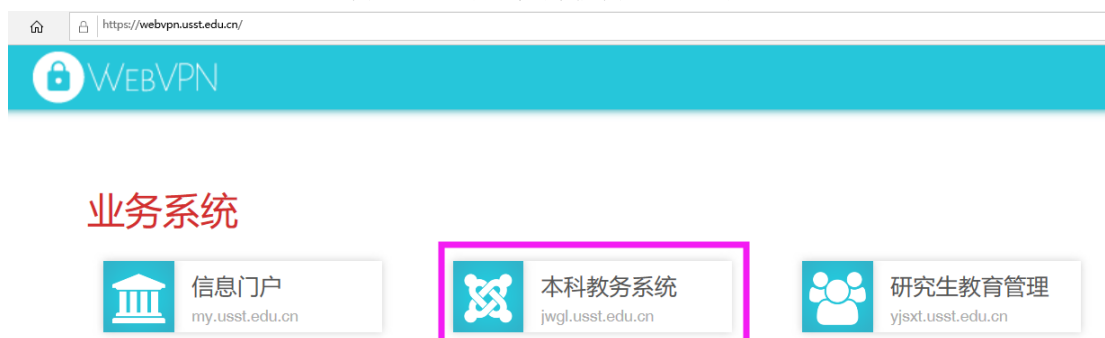 https://webvpn.usst.edu.cn/
WEBVPN
业务系统
信息门户
my.usst.edu.cn
本科教务系统
jwgl.usst.edu.cn
研究生教育管理
yjsxt.usst.edu.cn